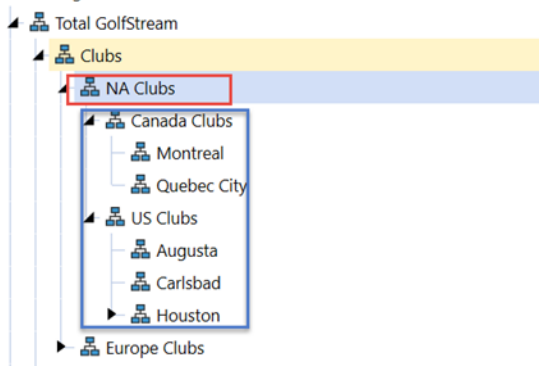 Total GolfStream
Clubs
NA Clubs
Canada Clubs
Montreal
Quebec City
US Clubs
Augusta
Carlsbad
Houston
Europe Clubs